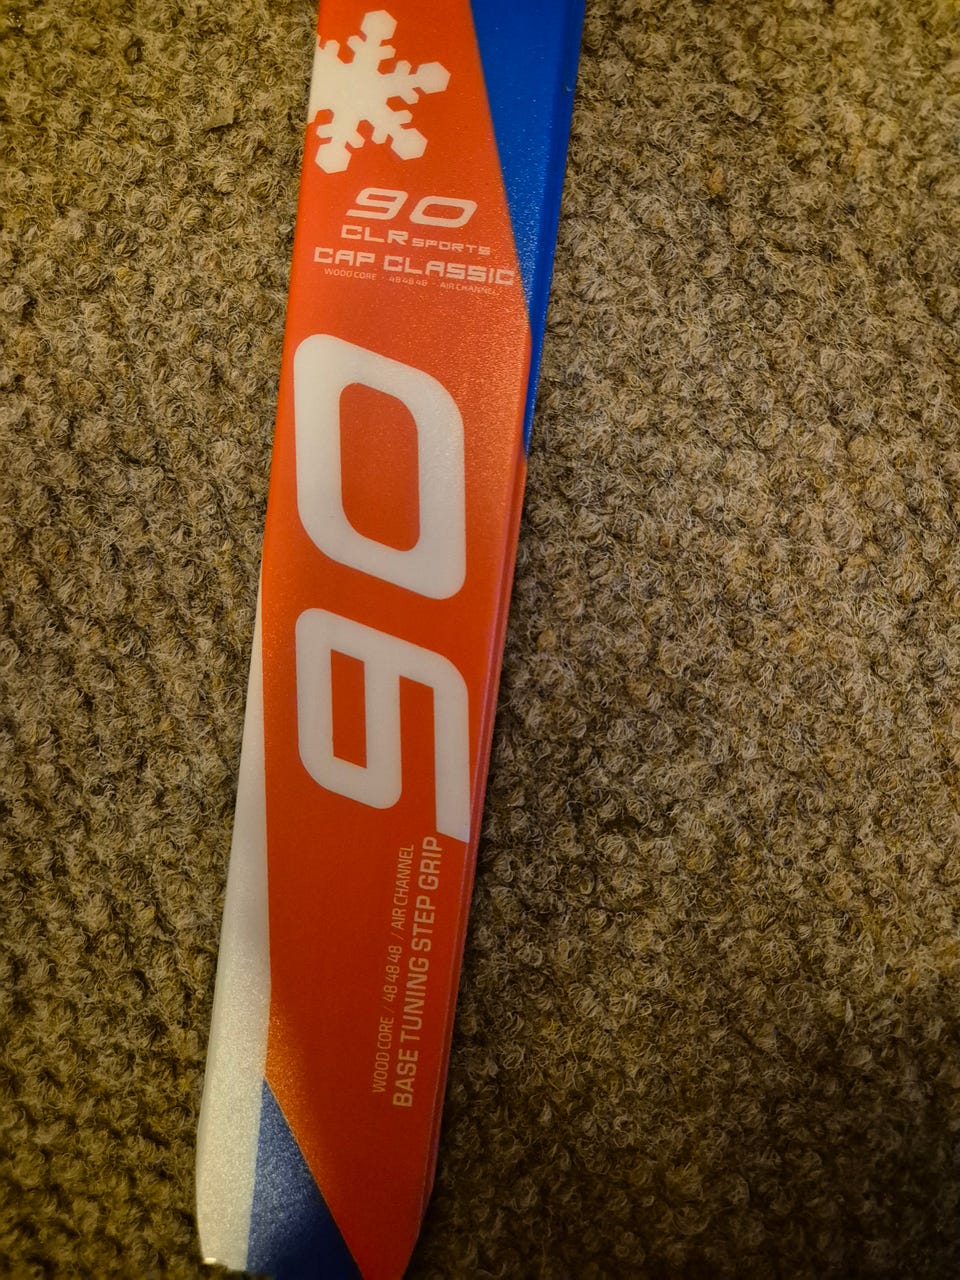 90
CLR SPORTS
CAP CLASSIC
WOOD CORE · 48 48 48 · AIR CHANNEL
90
WOOD CORE / 48 48 48 / AIR CHANNEL
BASE TUNING STEP GRIP